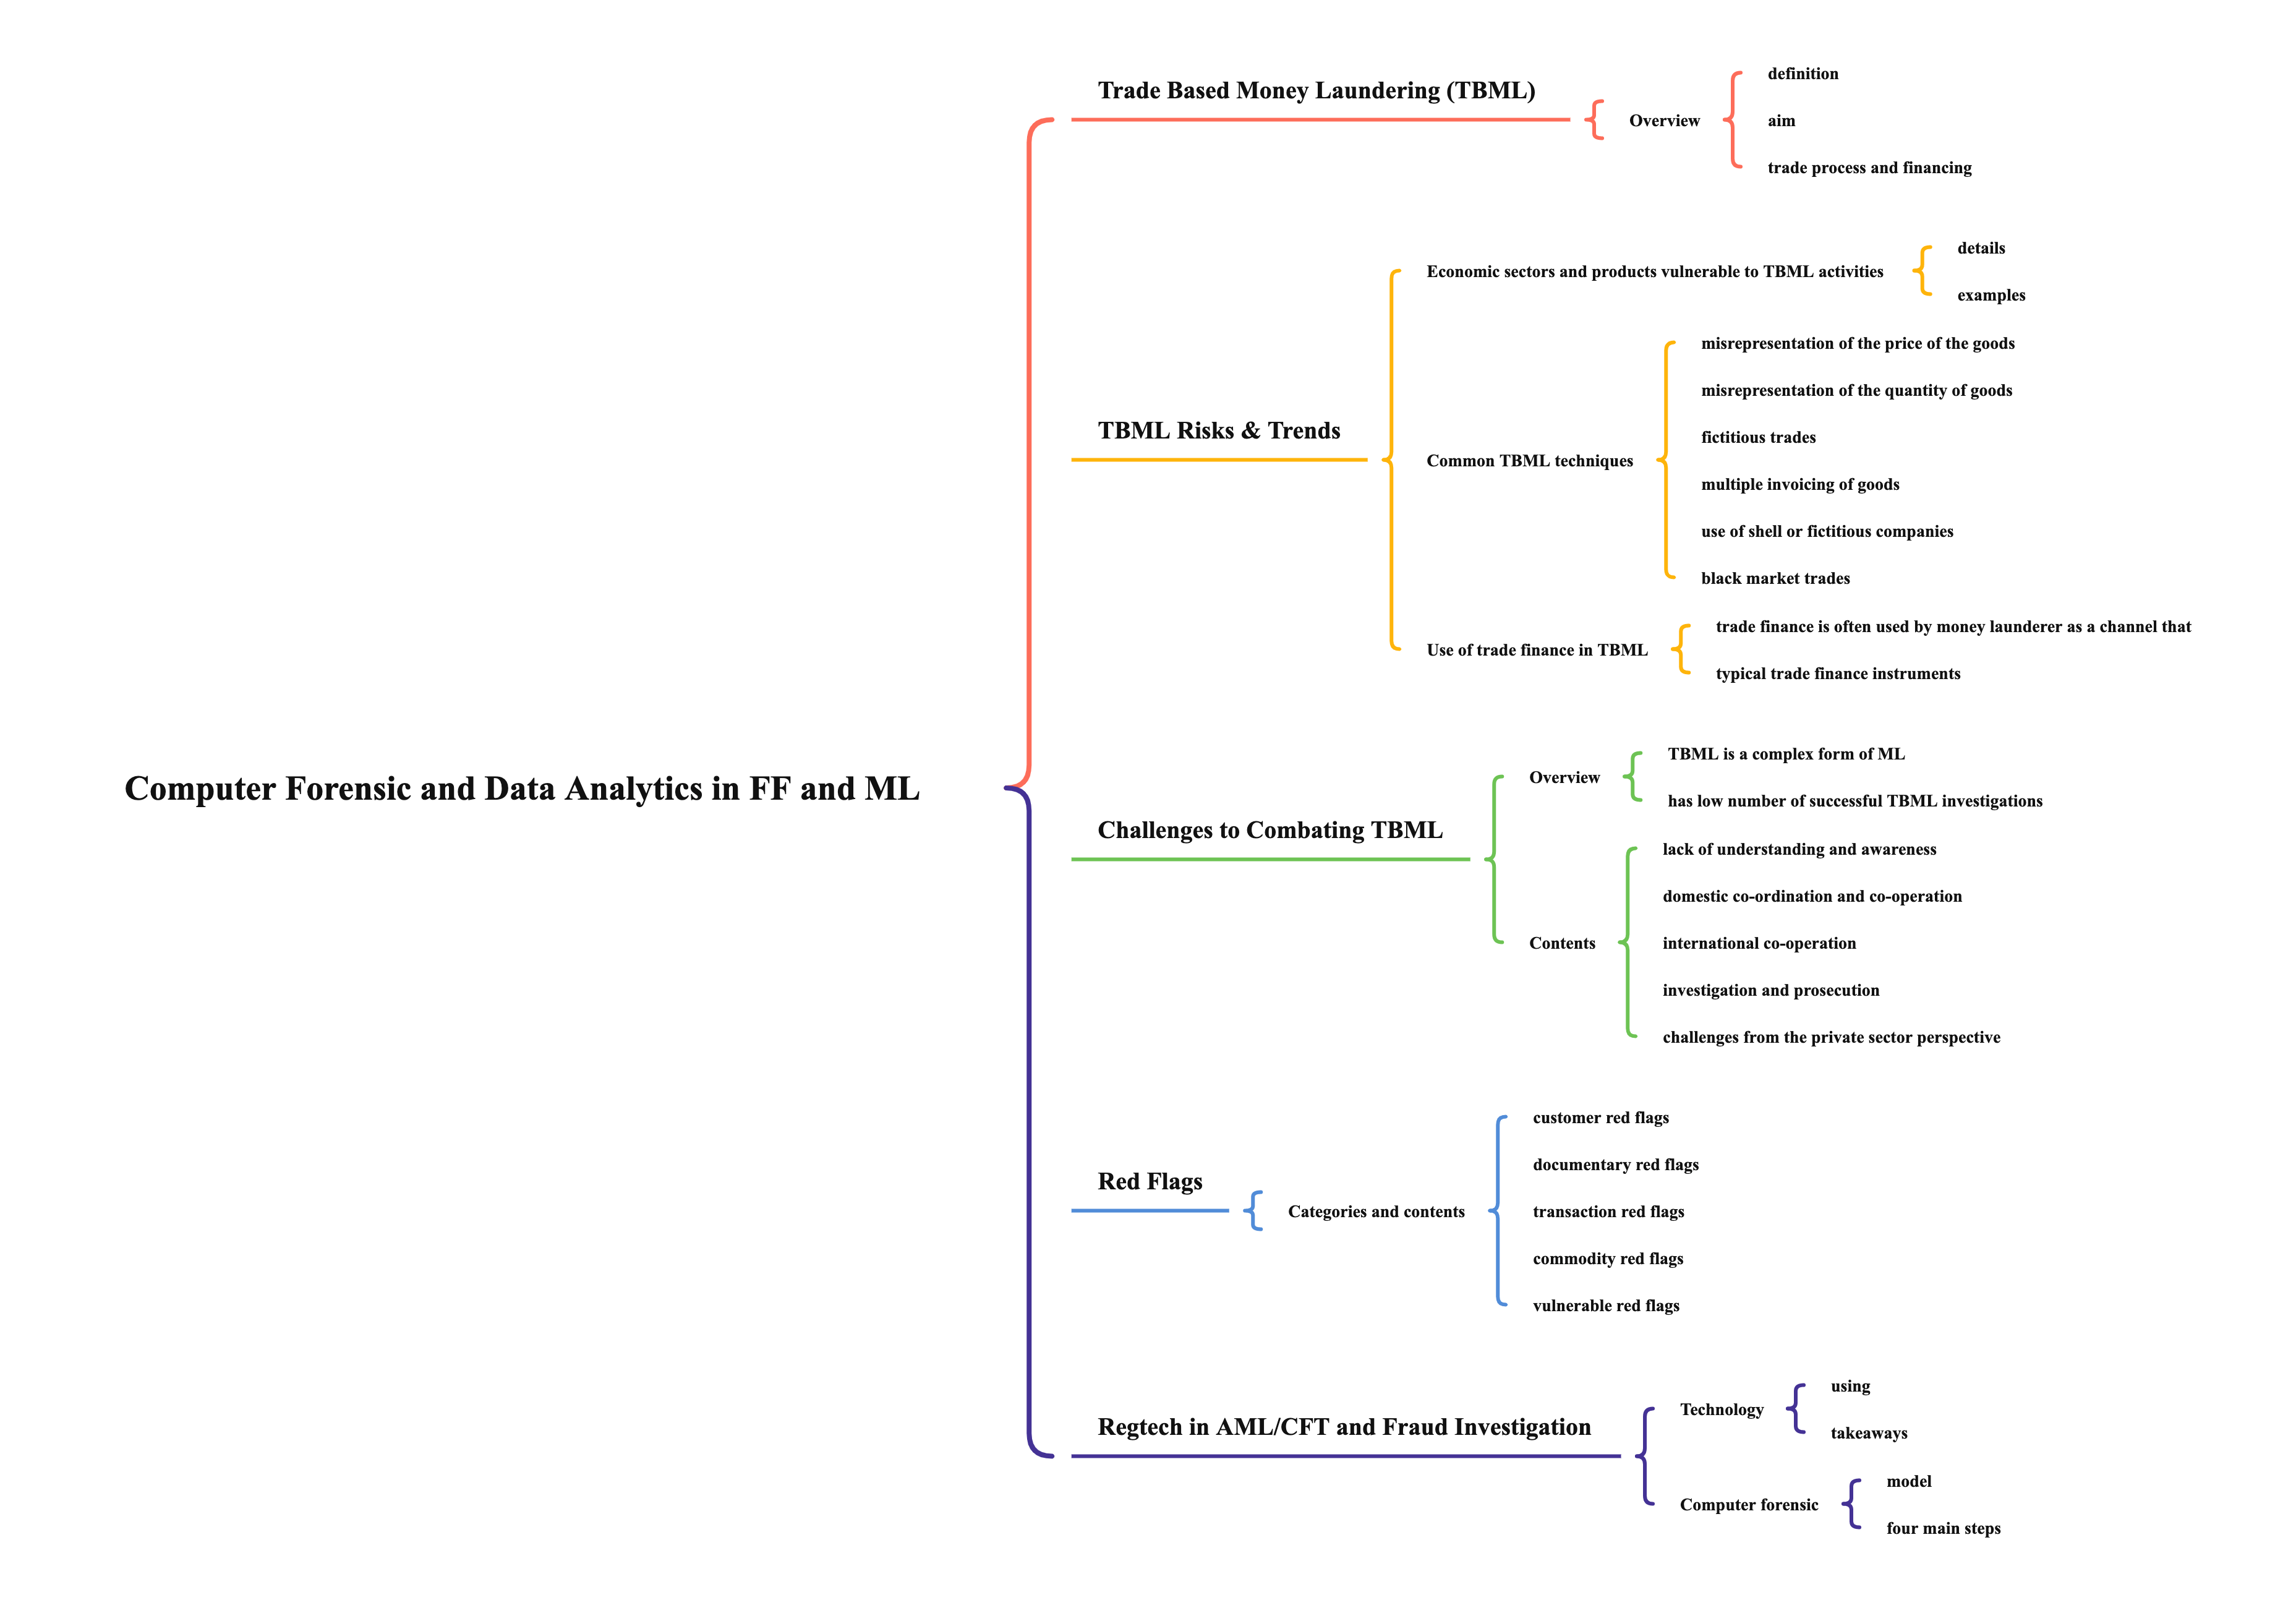 Computer Forensic and Data Analytics in FF and ML
Trade Based Money Laundering (TBML)
Overview
definition
aim
trade process and financing
TBML Risks & Trends
Economic sectors and products vulnerable to TBML activities
details
examples
Common TBML techniques
misrepresentation of the price of the goods
misrepresentation of the quantity of goods
fictitious trades
multiple invoicing of goods
use of shell or fictitious companies
black market trades
Use of trade finance in TBML
trade finance is often used by money launderer as a channel that
typical trade finance instruments
Challenges to Combating TBML
Overview
TBML is a complex form of ML
has low number of successful TBML investigations
Contents
lack of understanding and awareness
domestic co-ordination and co-operation
international co-operation
investigation and prosecution
challenges from the private sector perspective
Red Flags
Categories and contents
customer red flags
documentary red flags
transaction red flags
commodity red flags
vulnerable red flags
Regtech in AML/CFT and Fraud Investigation
Technology
using
takeaways
Computer forensic
model
four main steps